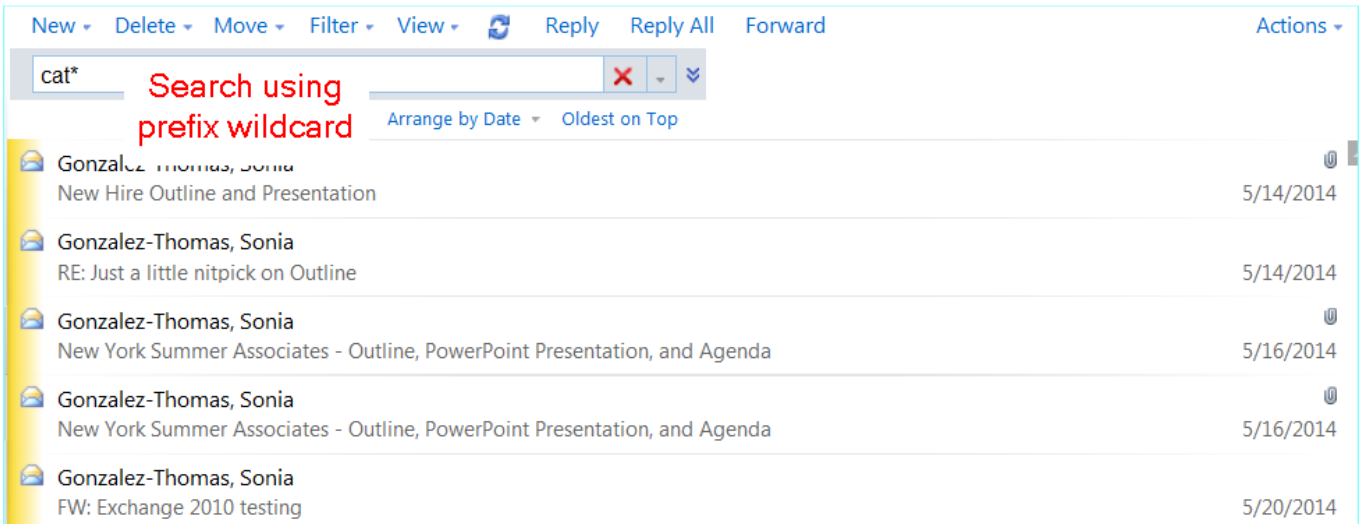 New Delete Move Filter View Reply Reply All Forward Actions
cat*
Search using
prefix wildcard
Arrange by Date Oldest on Top
Gonzalez-Thomas, Sonia
New Hire Outline and Presentation 5/14/2014
Gonzalez-Thomas, Sonia
RE: Just a little nitpick on Outline 5/14/2014
Gonzalez-Thomas, Sonia
New York Summer Associates - Outline, PowerPoint Presentation, and Agenda 5/16/2014
Gonzalez-Thomas, Sonia
New York Summer Associates - Outline, PowerPoint Presentation, and Agenda 5/16/2014
Gonzalez-Thomas, Sonia
FW: Exchange 2010 testing 5/20/2014